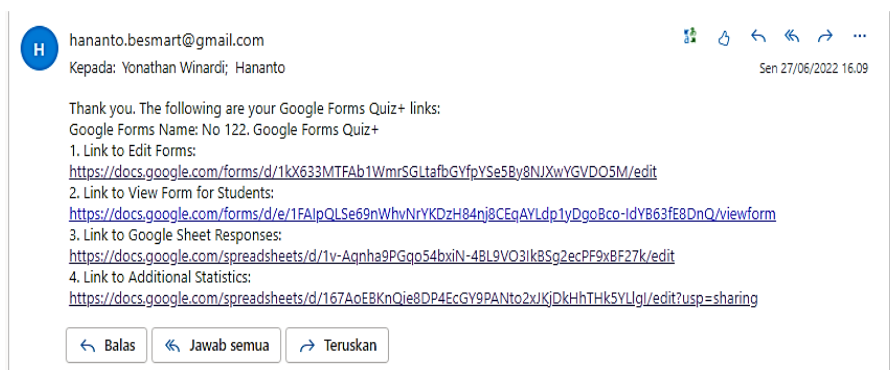 H
hananto.besmart@gmail.com
Kepada: Yonathan Winardi; Hananto
Sen 27/06/2022 16.09
Thank you. The following are your Google Forms Quiz+ links:
Google Forms Name: No 122. Google Forms Quiz+
1. Link to Edit Forms:
https://docs.google.com/forms/d/1kX633MTFAb1WmrSGLtafbGYfpYSe5By8NJXwYGVDO5M/edit
2. Link to View Form for Students:
https://docs.google.com/forms/d/e/1FAIpQLSe69nWhvNrYKDzH84nj8CEqAYLdp1yDgoBco-IdYB63fE8DnQ/viewform
3. Link to Google Sheet Responses:
https://docs.google.com/spreadsheets/d/1v-Aqnha9PGqo54bxiN-4BL9VO3IkBSg2ecPF9xBF27k/edit
4. Link to Additional Statistics:
https://docs.google.com/spreadsheets/d/167AoEBKnQie8DP4EcGY9PANto2xJKjDkHhTHk5YLlgI/edit?usp=sharing
Balas
Jawab semua
Teruskan